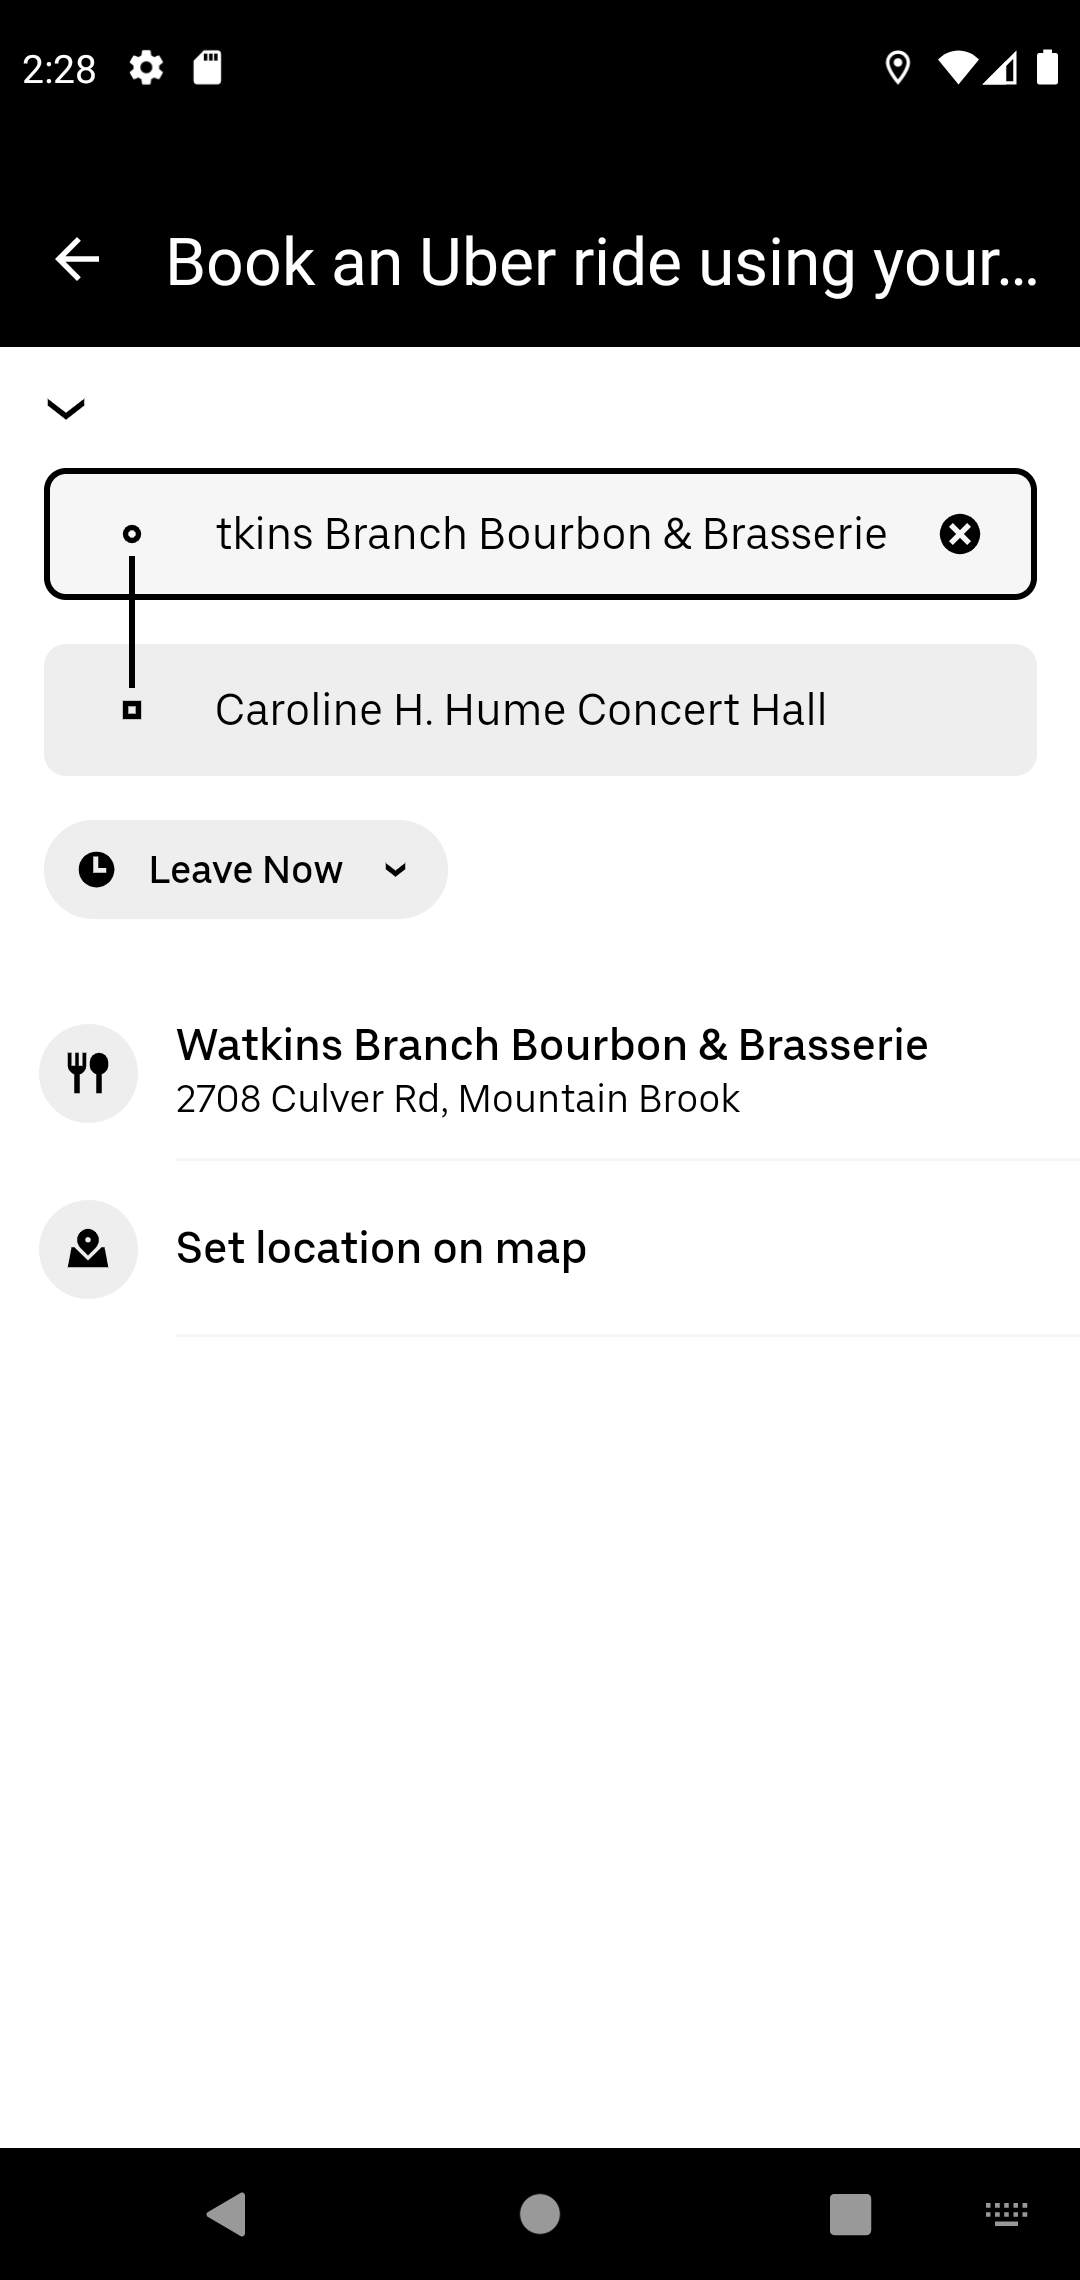 2:28
Book an Uber ride using your...
tkins Branch Bourbon & Brasserie
Caroline H. Hume Concert Hall
Leave Now
Watkins Branch Bourbon & Brasserie
2708 Culver Rd, Mountain Brook
Set location on map